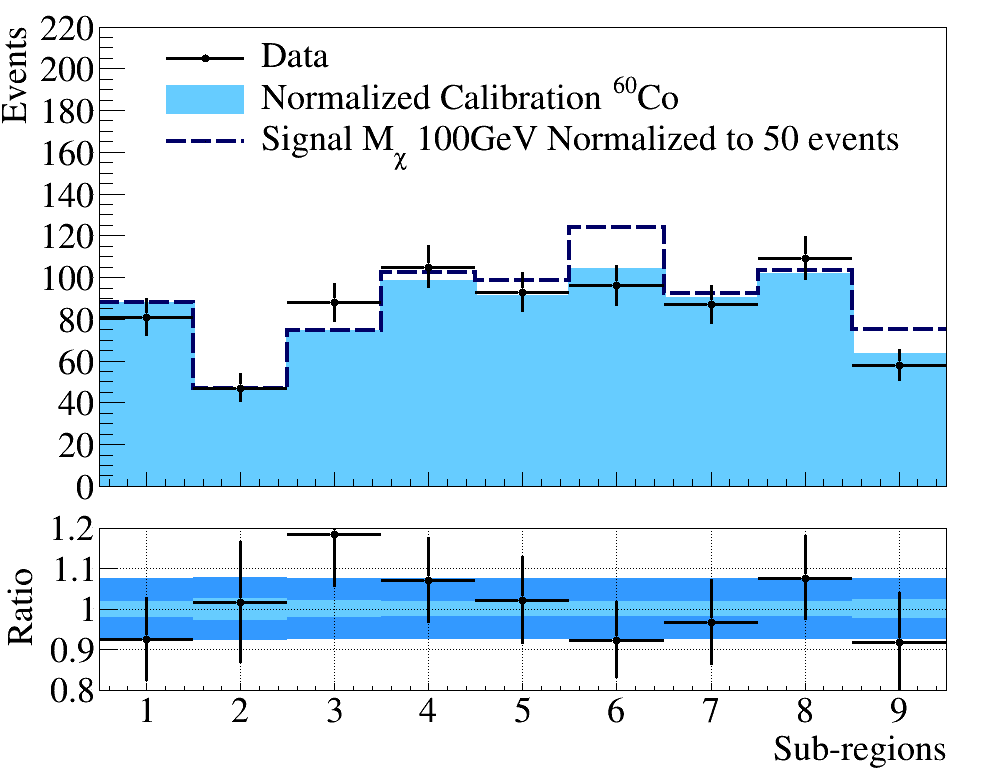 Events
220
200
180
160
140
120
100
80
60
40
20
0
Data
Normalized Calibration ⁶⁰Co
Signal Mχ 100GeV Normalized to 50 events
Ratio
1.2
1.1
1
0.9
0.8
1 2 3 4 5 6 7 8 9
Sub-regions